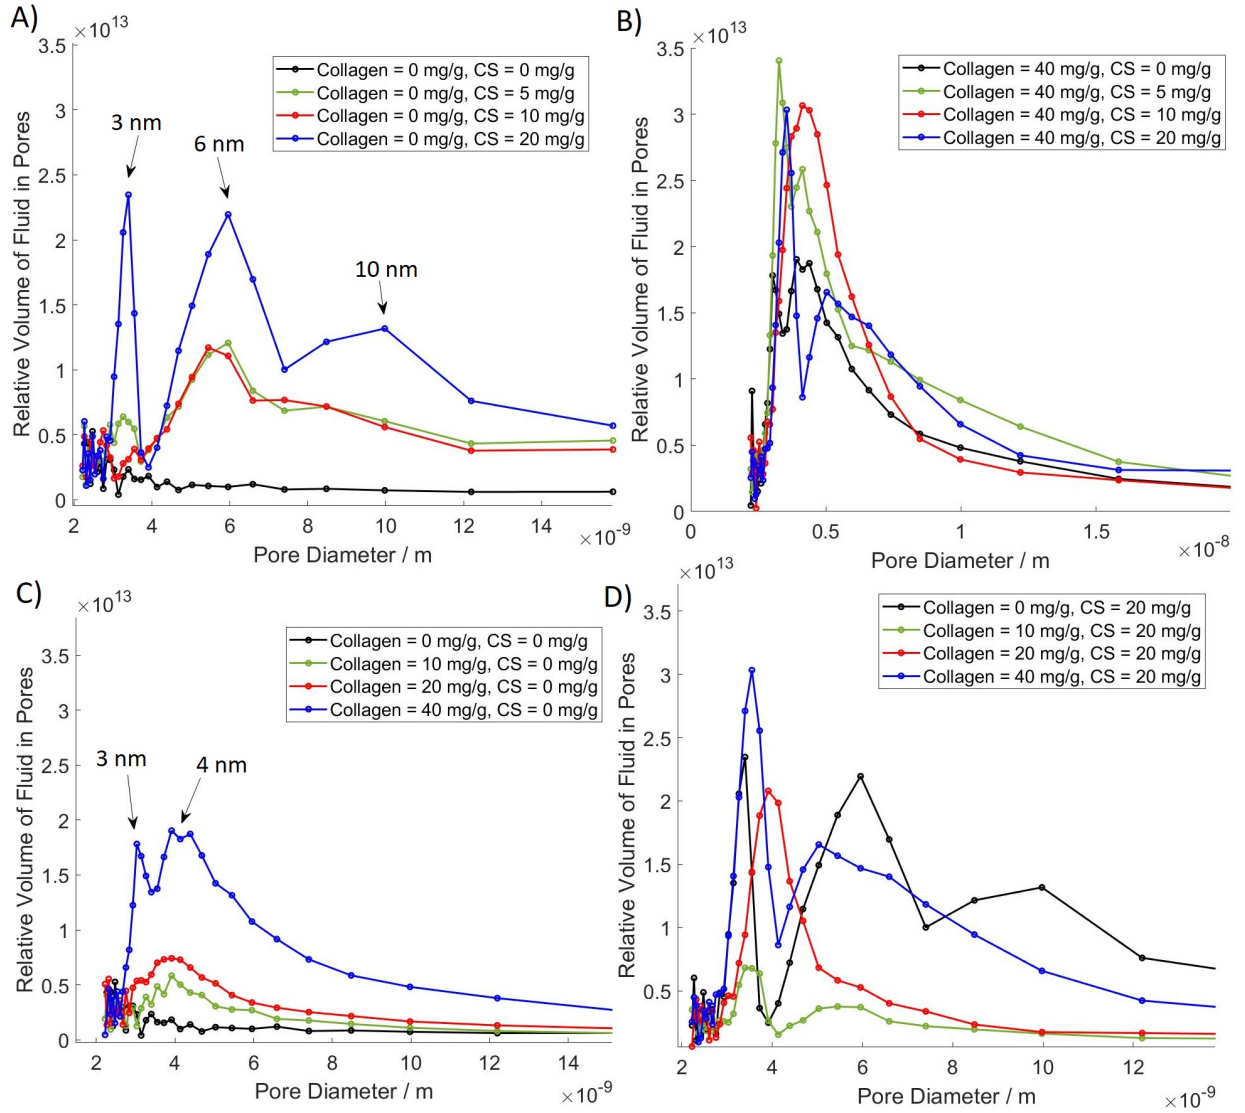 A)
×10^13
3.5
3
2.5
2
1.5
1
0.5
0
Relative Volume of Fluid in Pores
Collagen = 0 mg/g, CS = 0 mg/g
Collagen = 0 mg/g, CS = 5 mg/g
Collagen = 0 mg/g, CS = 10 mg/g
Collagen = 0 mg/g, CS = 20 mg/g
3 nm
6 nm
10 nm
2 4 6 8 10 12 14
×10^-9
Pore Diameter / m
B)
×10^13
3.5
3
2.5
2
1.5
1
0.5
0
Relative Volume of Fluid in Pores
Collagen = 40 mg/g, CS = 0 mg/g
Collagen = 40 mg/g, CS = 5 mg/g
Collagen = 40 mg/g, CS = 10 mg/g
Collagen = 40 mg/g, CS = 20 mg/g
0 0.5 1 1.5
×10^-8
Pore Diameter / m
C)
×10^13
3.5
3
2.5
2
1.5
1
0.5
0
Relative Volume of Fluid in Pores
Collagen = 0 mg/g, CS = 0 mg/g
Collagen = 10 mg/g, CS = 0 mg/g
Collagen = 20 mg/g, CS = 0 mg/g
Collagen = 40 mg/g, CS = 0 mg/g
3 nm
4 nm
2 4 6 8 10 12 14
×10^-9
Pore Diameter / m
D)
×10^13
3.5
3
2.5
2
1.5
1
0.5
Relative Volume of Fluid in Pores
Collagen = 0 mg/g, CS = 20 mg/g
Collagen = 10 mg/g, CS = 20 mg/g
Collagen = 20 mg/g, CS = 20 mg/g
Collagen = 40 mg/g, CS = 20 mg/g
2 4 6 8 10 12
×10^-9
Pore Diameter / m